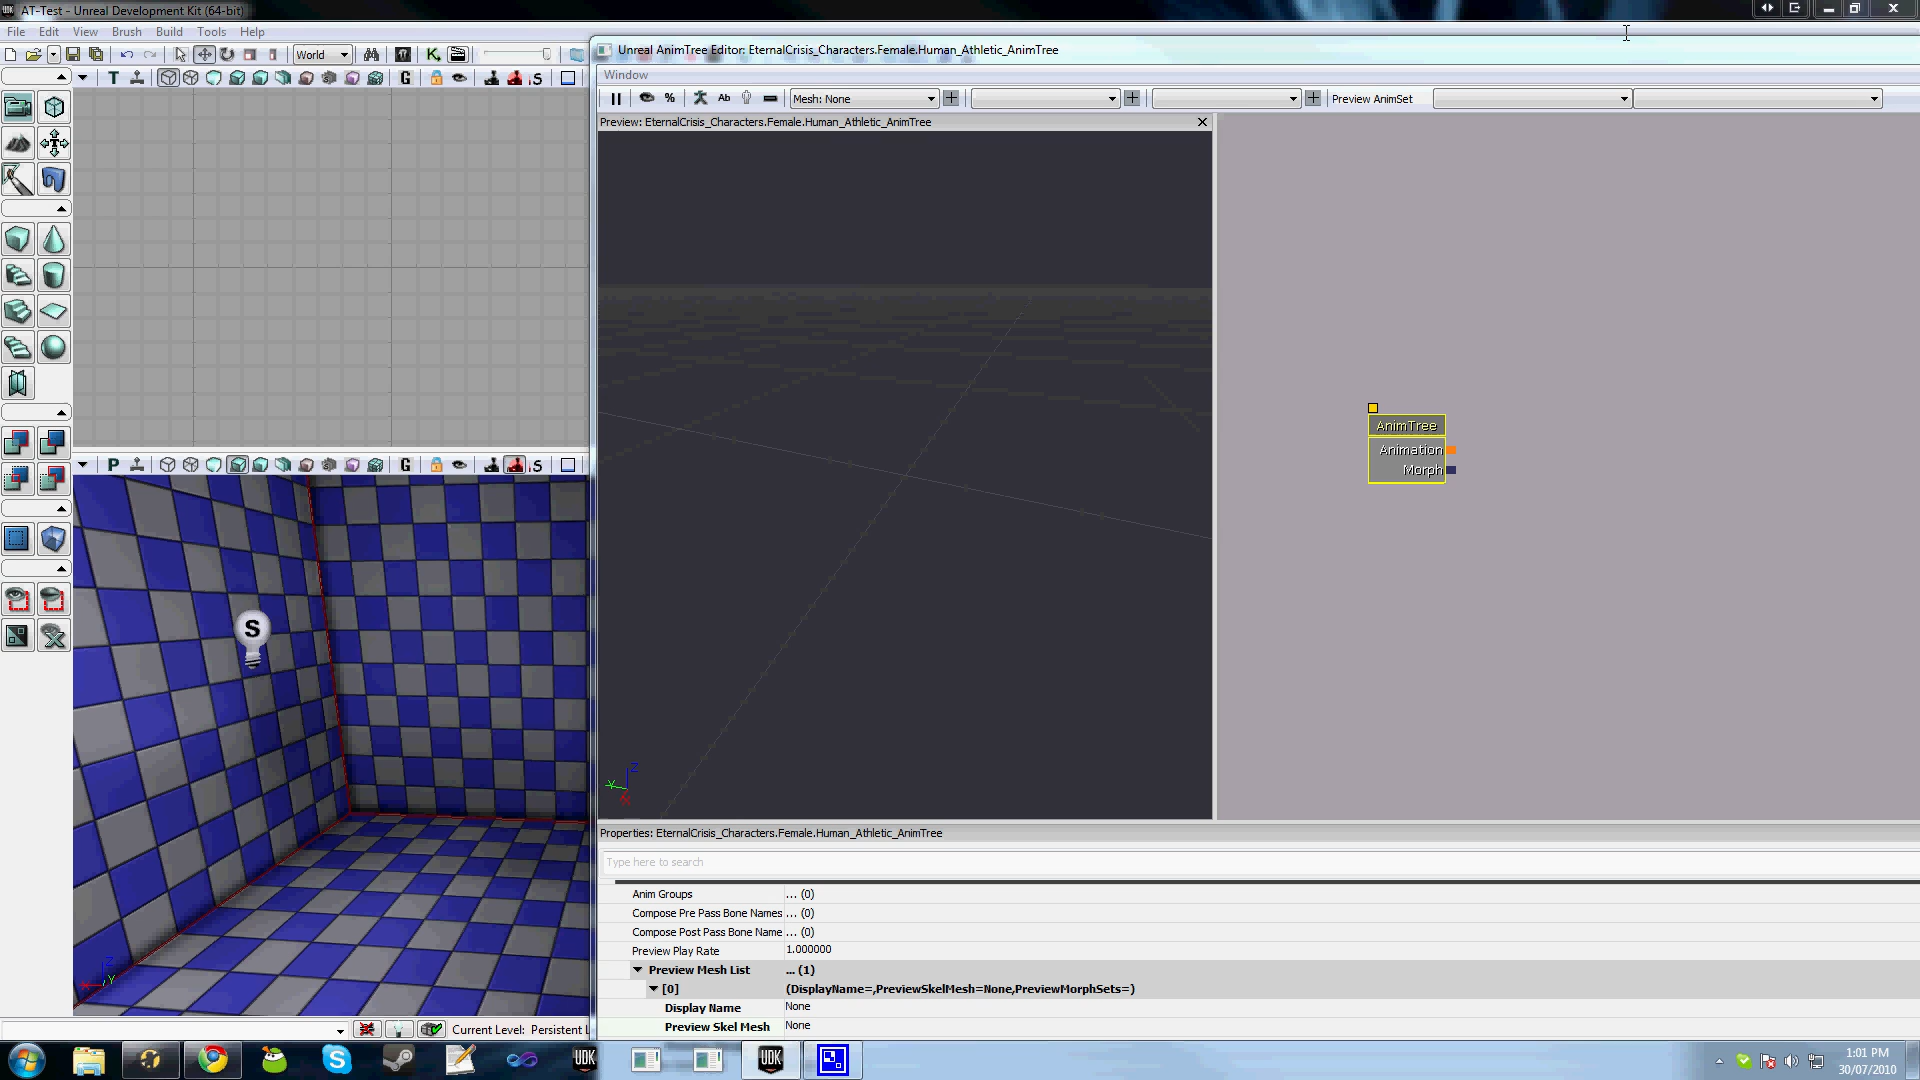 AT-Test - Unreal Development Kit (64-bit)
File Edit View Brush Build Tools Help
World
Unreal AnimTree Editor: EternalCrisis_Characters.Female.Human_Athletic_AnimTree
Window
Mesh: None
Preview AnimSet
Preview: EternalCrisis_Characters.Female.Human_Athletic_AnimTree
T G S
AnimTree
Animation
Morph
P G S
S
Z
Y
X
Z
Y
X
Properties: EternalCrisis_Characters.Female.Human_Athletic_AnimTree
Type here to search
Anim Groups ... (0)
Compose Pre Pass Bone Names ... (0)
Compose Post Pass Bone Name ... (0)
Preview Play Rate 1.000000
Preview Mesh List ... (1)
[0] (DisplayName=,PreviewSkelMesh=None,PreviewMorphSets=)
Display Name None
Preview Skel Mesh None
Current Level: Persistent L
UDK
UDK
1:01 PM
30/07/2010